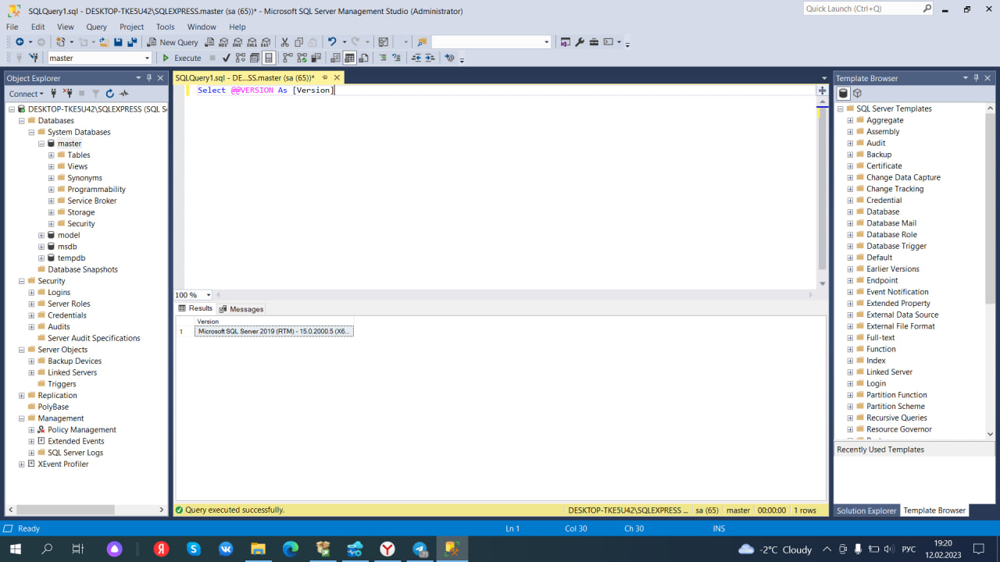 SQLQuery1.sql - DESKTOP-TKE5U42\SQLEXPRESS.master (sa (65))* - Microsoft SQL Server Management Studio (Administrator)
Quick Launch (Ctrl+Q)
File Edit View Query Project Tools Window Help
New Query
MDX DMX XMLA DAX
master
Execute
Object Explorer
Connect
DESKTOP-TKE5U42\SQLEXPRESS (SQL S
Databases
System Databases
master
Tables
Views
Synonyms
Programmability
Service Broker
Storage
Security
model
msdb
tempdb
Database Snapshots
Security
Logins
Server Roles
Credentials
Audits
Server Audit Specifications
Server Objects
Backup Devices
Linked Servers
Triggers
Replication
PolyBase
Management
Policy Management
Extended Events
SQL Server Logs
XEvent Profiler
SQLQuery1.sql - DE...SS.master (sa (65))*
Select @@VERSION As [Version]
100 %
Results Messages
Version
1 Microsoft SQL Server 2019 (RTM) - 15.0.2000.5 (X6...
Query executed successfully.
DESKTOP-TKE5U42\SQLEXPRESS ... sa (65) master 00:00:00 1 rows
Template Browser
SQL Server Templates
Aggregate
Assembly
Audit
Backup
Certificate
Change Data Capture
Change Tracking
Credential
Database
Database Mail
Database Role
Database Trigger
Default
Earlier Versions
Endpoint
Event Notification
Extended Property
External Data Source
External File Format
Full-text
Function
Index
Linked Server
Login
Partition Function
Partition Scheme
Recursive Queries
Resource Governor
Recently Used Templates
Solution Explorer Template Browser
Ready
Ln 1 Col 30 Ch 30 INS
-2°C Cloudy
РУС
19:20
12.02.2023